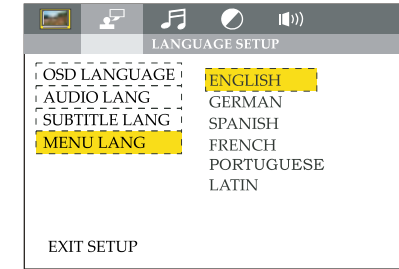 LANGUAGE SETUP
OSD LANGUAGE
AUDIO LANG
SUBTITLE LANG
MENU LANG
ENGLISH
GERMAN
SPANISH
FRENCH
PORTUGUESE
LATIN
EXIT SETUP